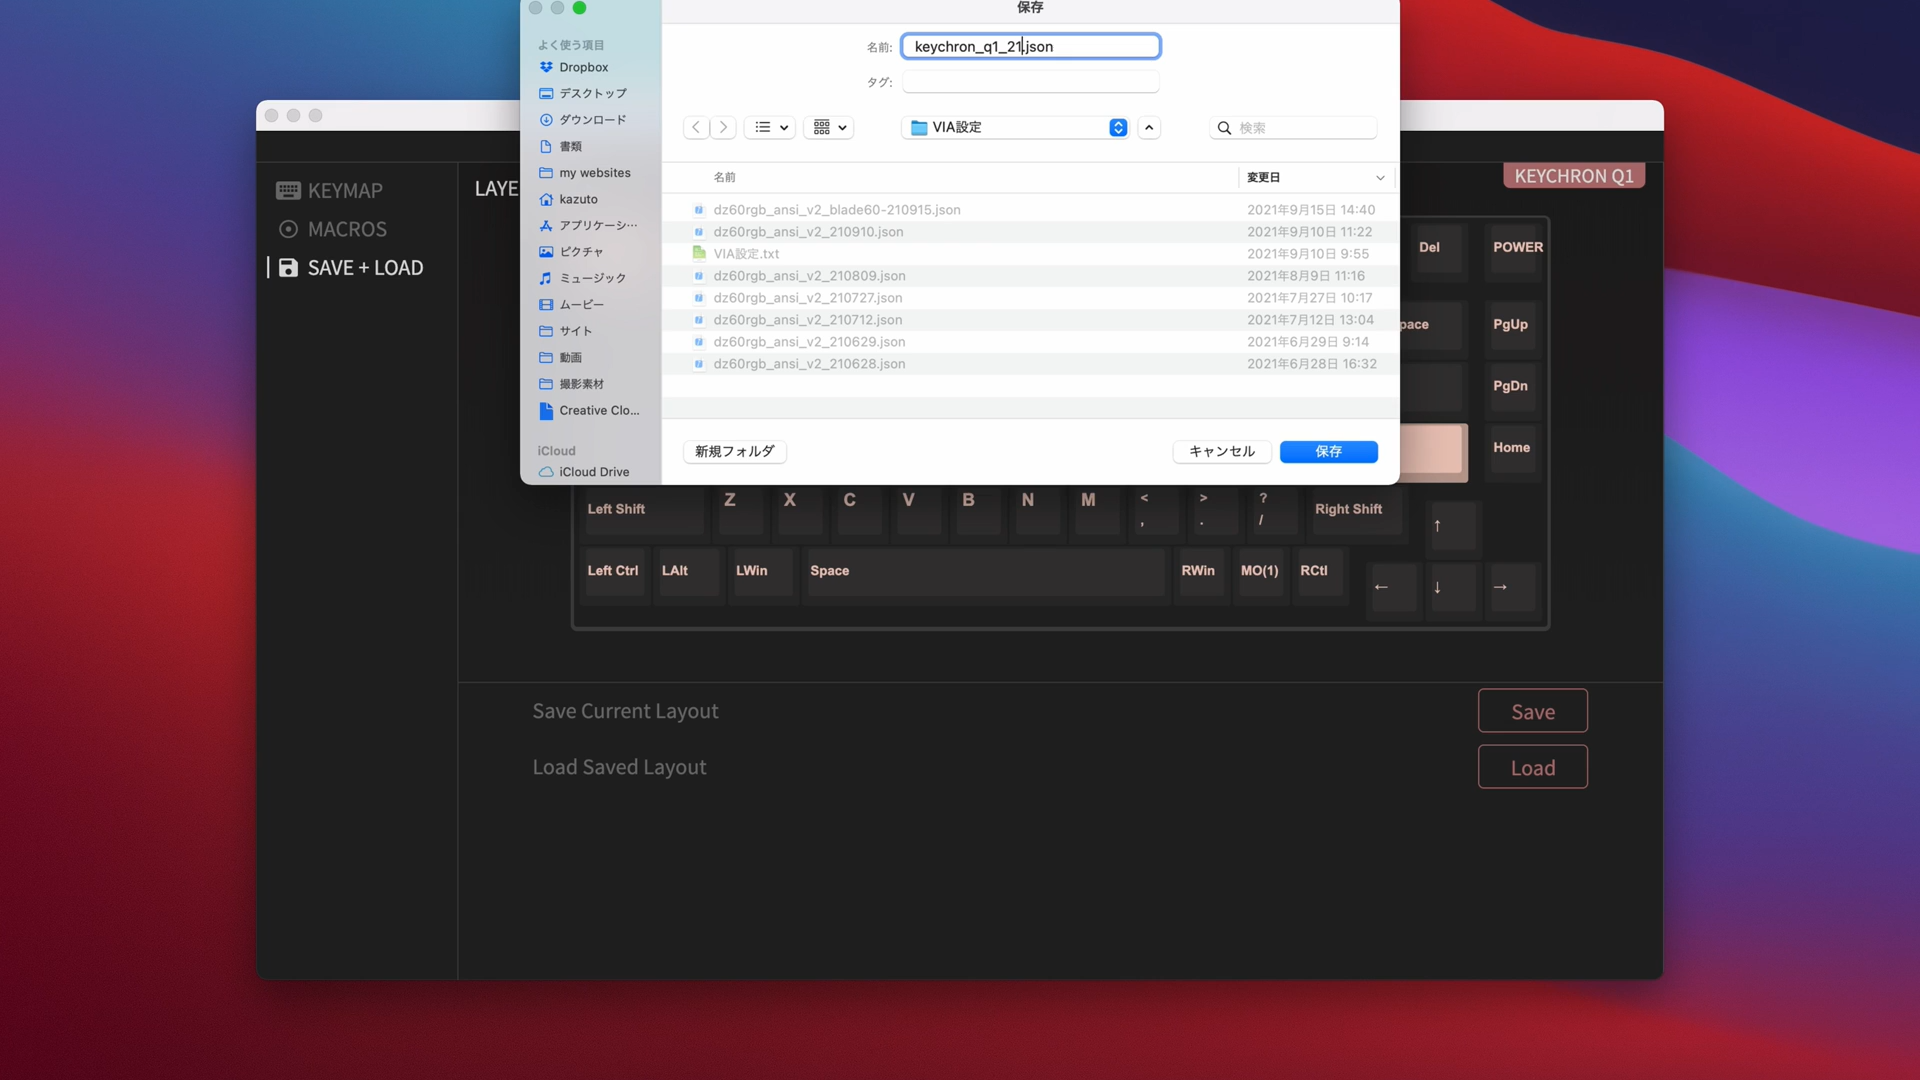 保存
名前:
keychron_q1_21.json
タグ:
VIA設定
検索
よく使う項目
Dropbox
デスクトップ
ダウンロード
書類
my websites
kazuto
アプリケーシ…
ピクチャ
ミュージック
ムービー
サイト
動画
撮影素材
Creative Clo...
iCloud
iCloud Drive
名前
変更日
dz60rgb_ansi_v2_blade60-210915.json 2021年9月15日 14:40
dz60rgb_ansi_v2_210910.json 2021年9月10日 11:22
VIA設定.txt 2021年9月10日 9:55
dz60rgb_ansi_v2_210809.json 2021年8月9日 11:16
dz60rgb_ansi_v2_210727.json 2021年7月27日 10:17
dz60rgb_ansi_v2_210712.json 2021年7月12日 13:04
dz60rgb_ansi_v2_210629.json 2021年6月29日 9:14
dz60rgb_ansi_v2_210628.json 2021年6月28日 16:32
新規フォルダ
キャンセル
保存
KEYMAP
MACROS
SAVE + LOAD
LAYE
KEYCHRON Q1
Del
POWER
pace
PgUp
PgDn
Home
Left Shift Z X C V B N M < , > . ? / Right Shift ↑
Left Ctrl LAlt LWin Space RWin MO(1) RCtl ← ↓ →
Save Current Layout
Save
Load Saved Layout
Load